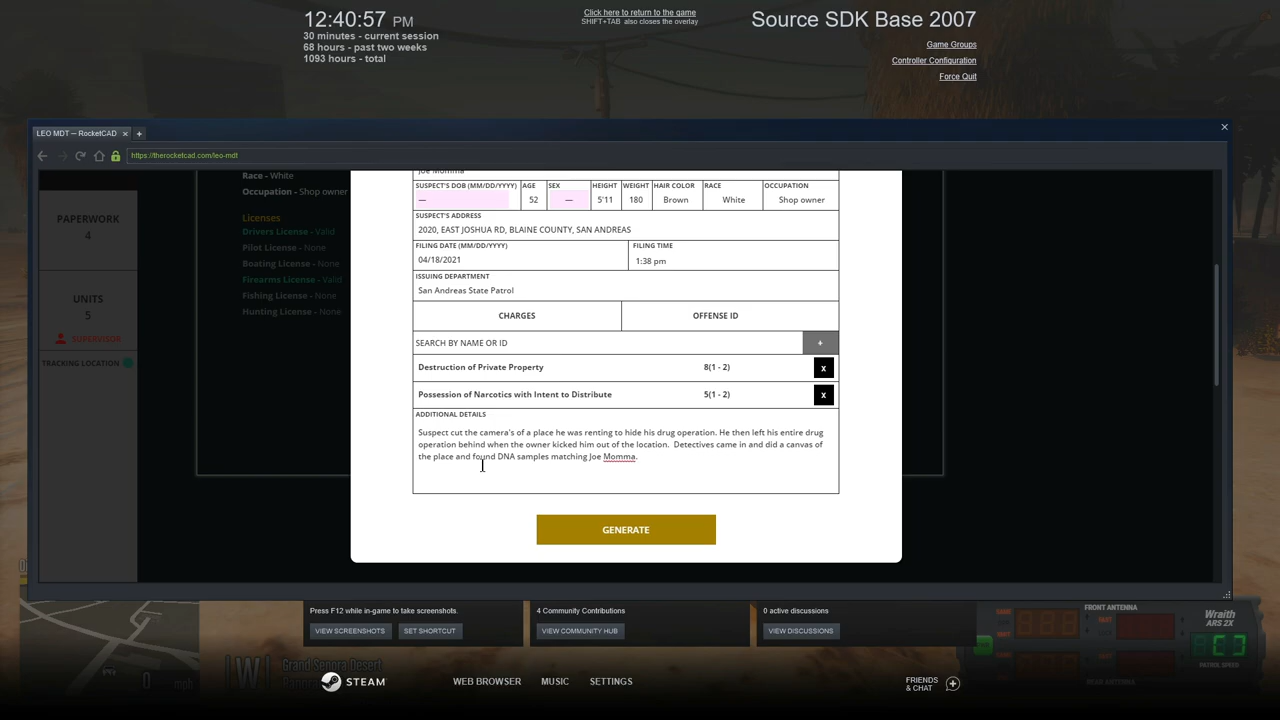 12:40:57 PM
30 minutes - current session
68 hours - past two weeks
1093 hours - total
Click here to return to the game
SHIFT+TAB also closes the overlay
Source SDK Base 2007
Game Groups
Controller Configuration
Force Quit
LEO MDT — RocketCAD x +
https://therocketcad.com/leo-mdt
PAPERWORK
4
UNITS
5
SUPERVISOR
TRACKING LOCATION
Race - White
Occupation - Shop owner
Licenses
Drivers License - Valid
Pilot License - None
Boating License - None
Firearms License - Valid
Fishing License - None
Hunting License - None
Joe Momma
SUSPECT'S DOB (MM/DD/YYYY) AGE SEX HEIGHT WEIGHT HAIR COLOR RACE OCCUPATION
— 52 — 5'11 180 Brown White Shop owner
SUSPECT'S ADDRESS
2020, EAST JOSHUA RD, BLAINE COUNTY, SAN ANDREAS
FILING DATE (MM/DD/YYYY) FILING TIME
04/18/2021 1:38 pm
ISSUING DEPARTMENT
San Andreas State Patrol
CHARGES OFFENSE ID
SEARCH BY NAME OR ID +
Destruction of Private Property 8(1 - 2) X
Possession of Narcotics with Intent to Distribute 5(1 - 2) X
ADDITIONAL DETAILS
Suspect cut the camera's of a place he was renting to hide his drug operation. He then left his entire drug
operation behind when the owner kicked him out of the location. Detectives came in and did a canvas of
the place and found DNA samples matching Joe Momma.
GENERATE
Press F12 while in-game to take screenshots.
VIEW SCREENSHOTS SET SHORTCUT
4 Community Contributions
VIEW COMMUNITY HUB
0 active discussions
VIEW DISCUSSIONS
FRONT ANTENNA
Wraith
ARS 2X
PATROL SPEED
REAR ANTENNA
W
Grand Senora Desert
0 mph
STEAM
WEB BROWSER MUSIC SETTINGS
FRIENDS
& CHAT